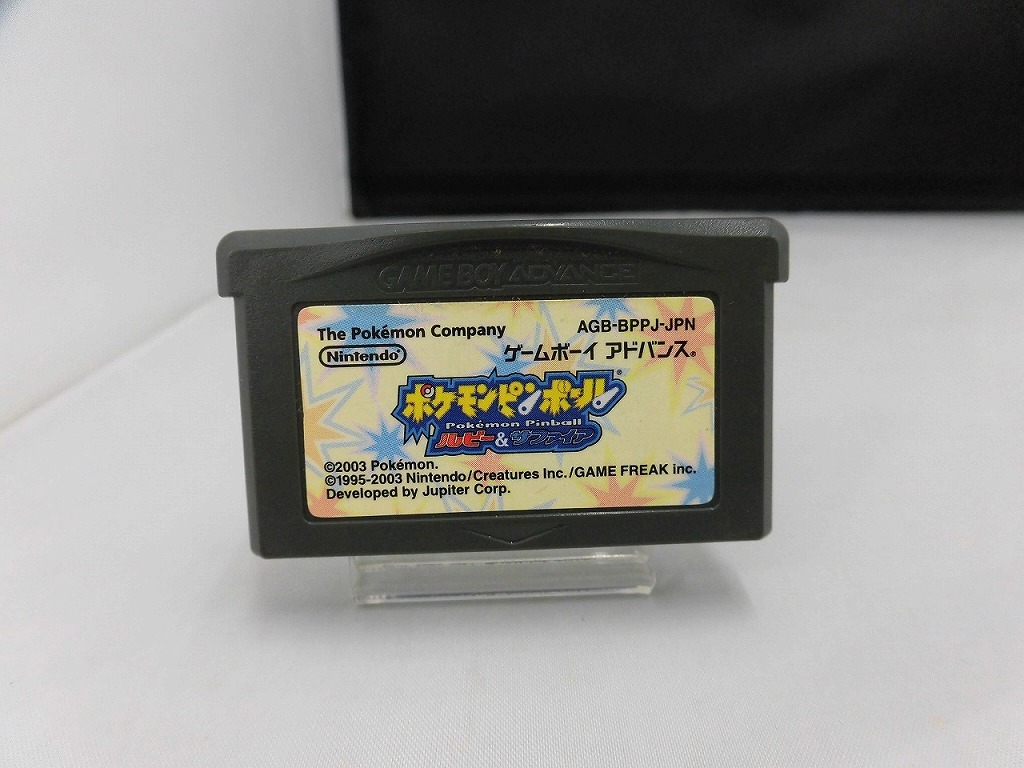 GAME BOY ADVANCE
The Pokémon Company
AGB-BPPJ-JPN
Nintendo
ゲームボーイ アドバンス®
ポケモンピンボール®
Pokémon Pinball
ルビー&サファイア
©2003 Pokémon.
©1995-2003 Nintendo/Creatures Inc./GAME FREAK inc.
Developed by Jupiter Corp.